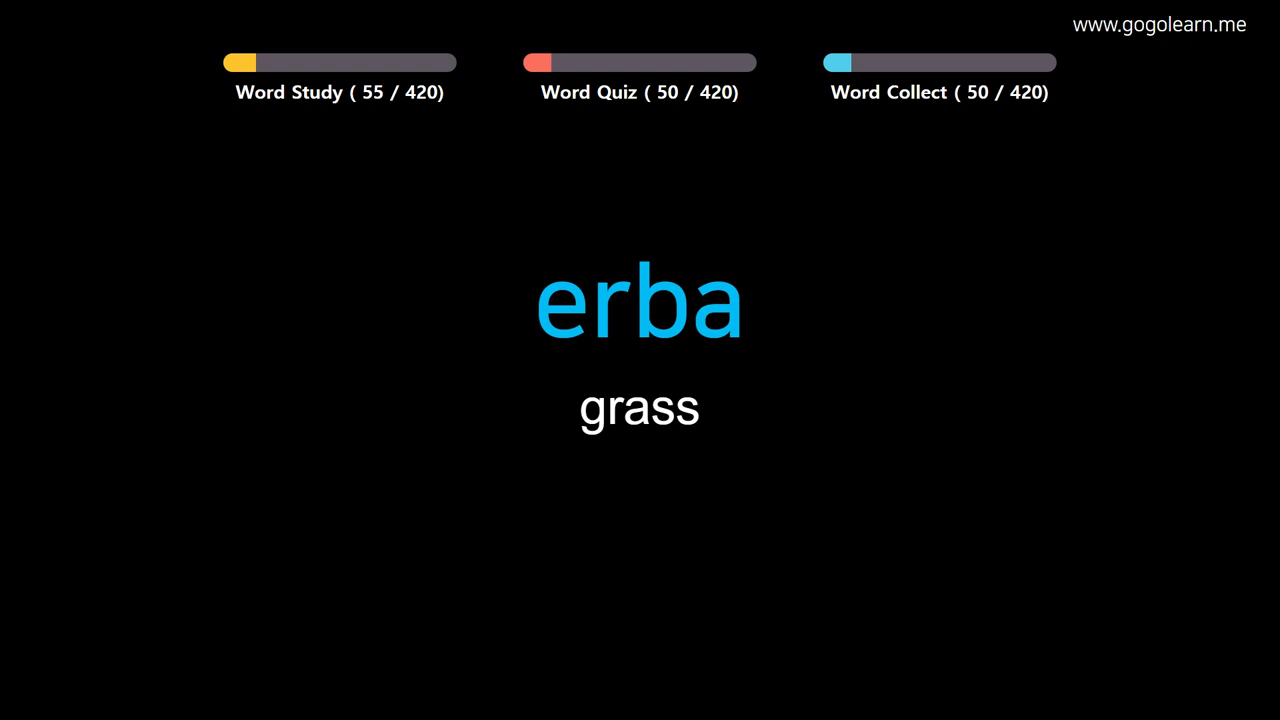 www.gogolearn.me
Word Study ( 55 / 420)
Word Quiz ( 50 / 420)
Word Collect ( 50 / 420)
erba
grass